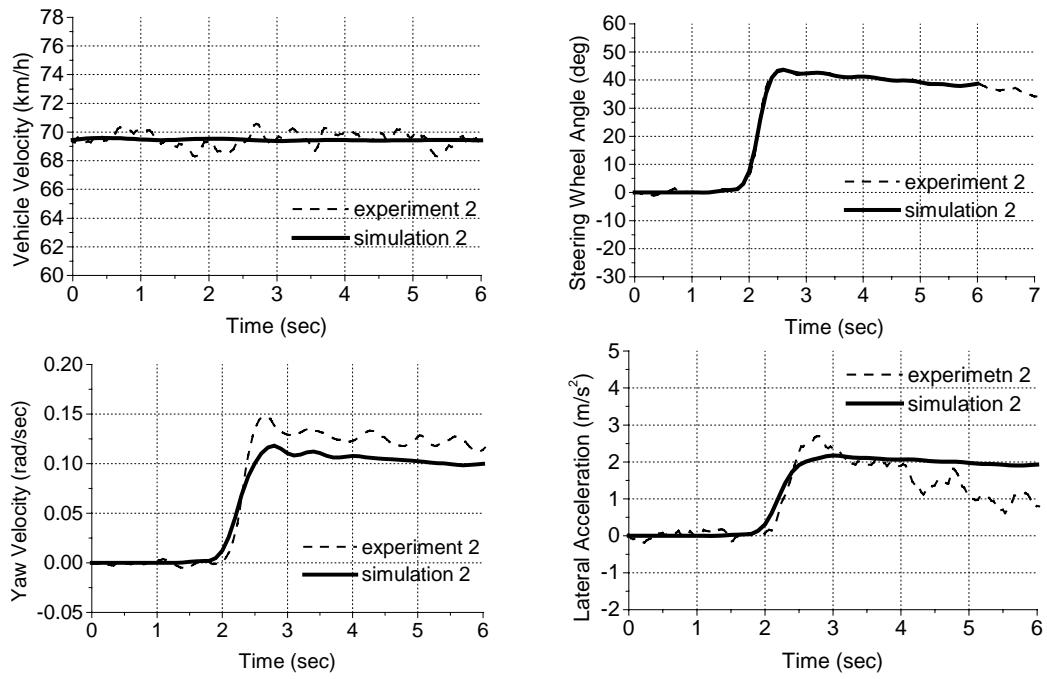 Vehicle Velocity (km/h)
78
76
74
72
70
68
66
64
62
60
experiment 2
simulation 2
0 1 2 3 4 5 6
Time (sec)
Steering Wheel Angle (deg)
60
50
40
30
20
10
0
-10
-20
-30
experiment 2
simulation 2
0 1 2 3 4 5 6 7
Time (sec)
Yaw Velocity (rad/sec)
0.20
0.15
0.10
0.05
0.00
-0.05
experiment 2
simulation 2
0 1 2 3 4 5 6
Time (sec)
Lateral Acceleration (m/s²)
5
4
3
2
1
0
-1
-2
experimetn 2
simulation 2
0 1 2 3 4 5 6
Time (sec)